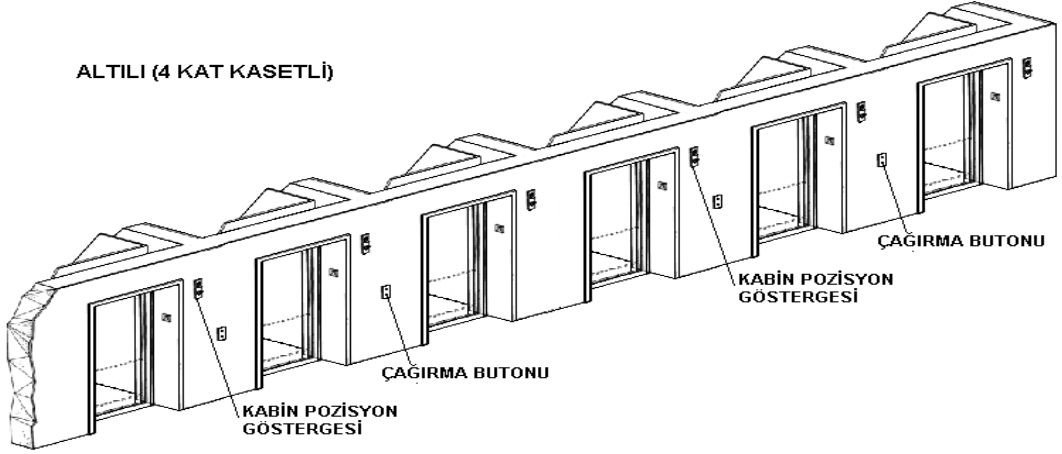 ALTILI (4 KAT KASETLİ)
ÇAĞIRMA BUTONU
KABİN POZİSYON
GÖSTERGESİ
ÇAĞIRMA BUTONU
KABİN POZİSYON
GÖSTERGESİ